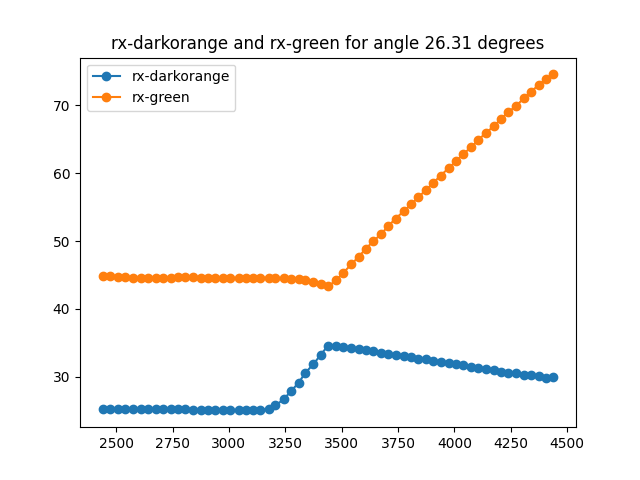 rx-darkorange and rx-green for angle 26.31 degrees
rx-darkorange
rx-green
70
60
50
40
30
2500 2750 3000 3250 3500 3750 4000 4250 4500